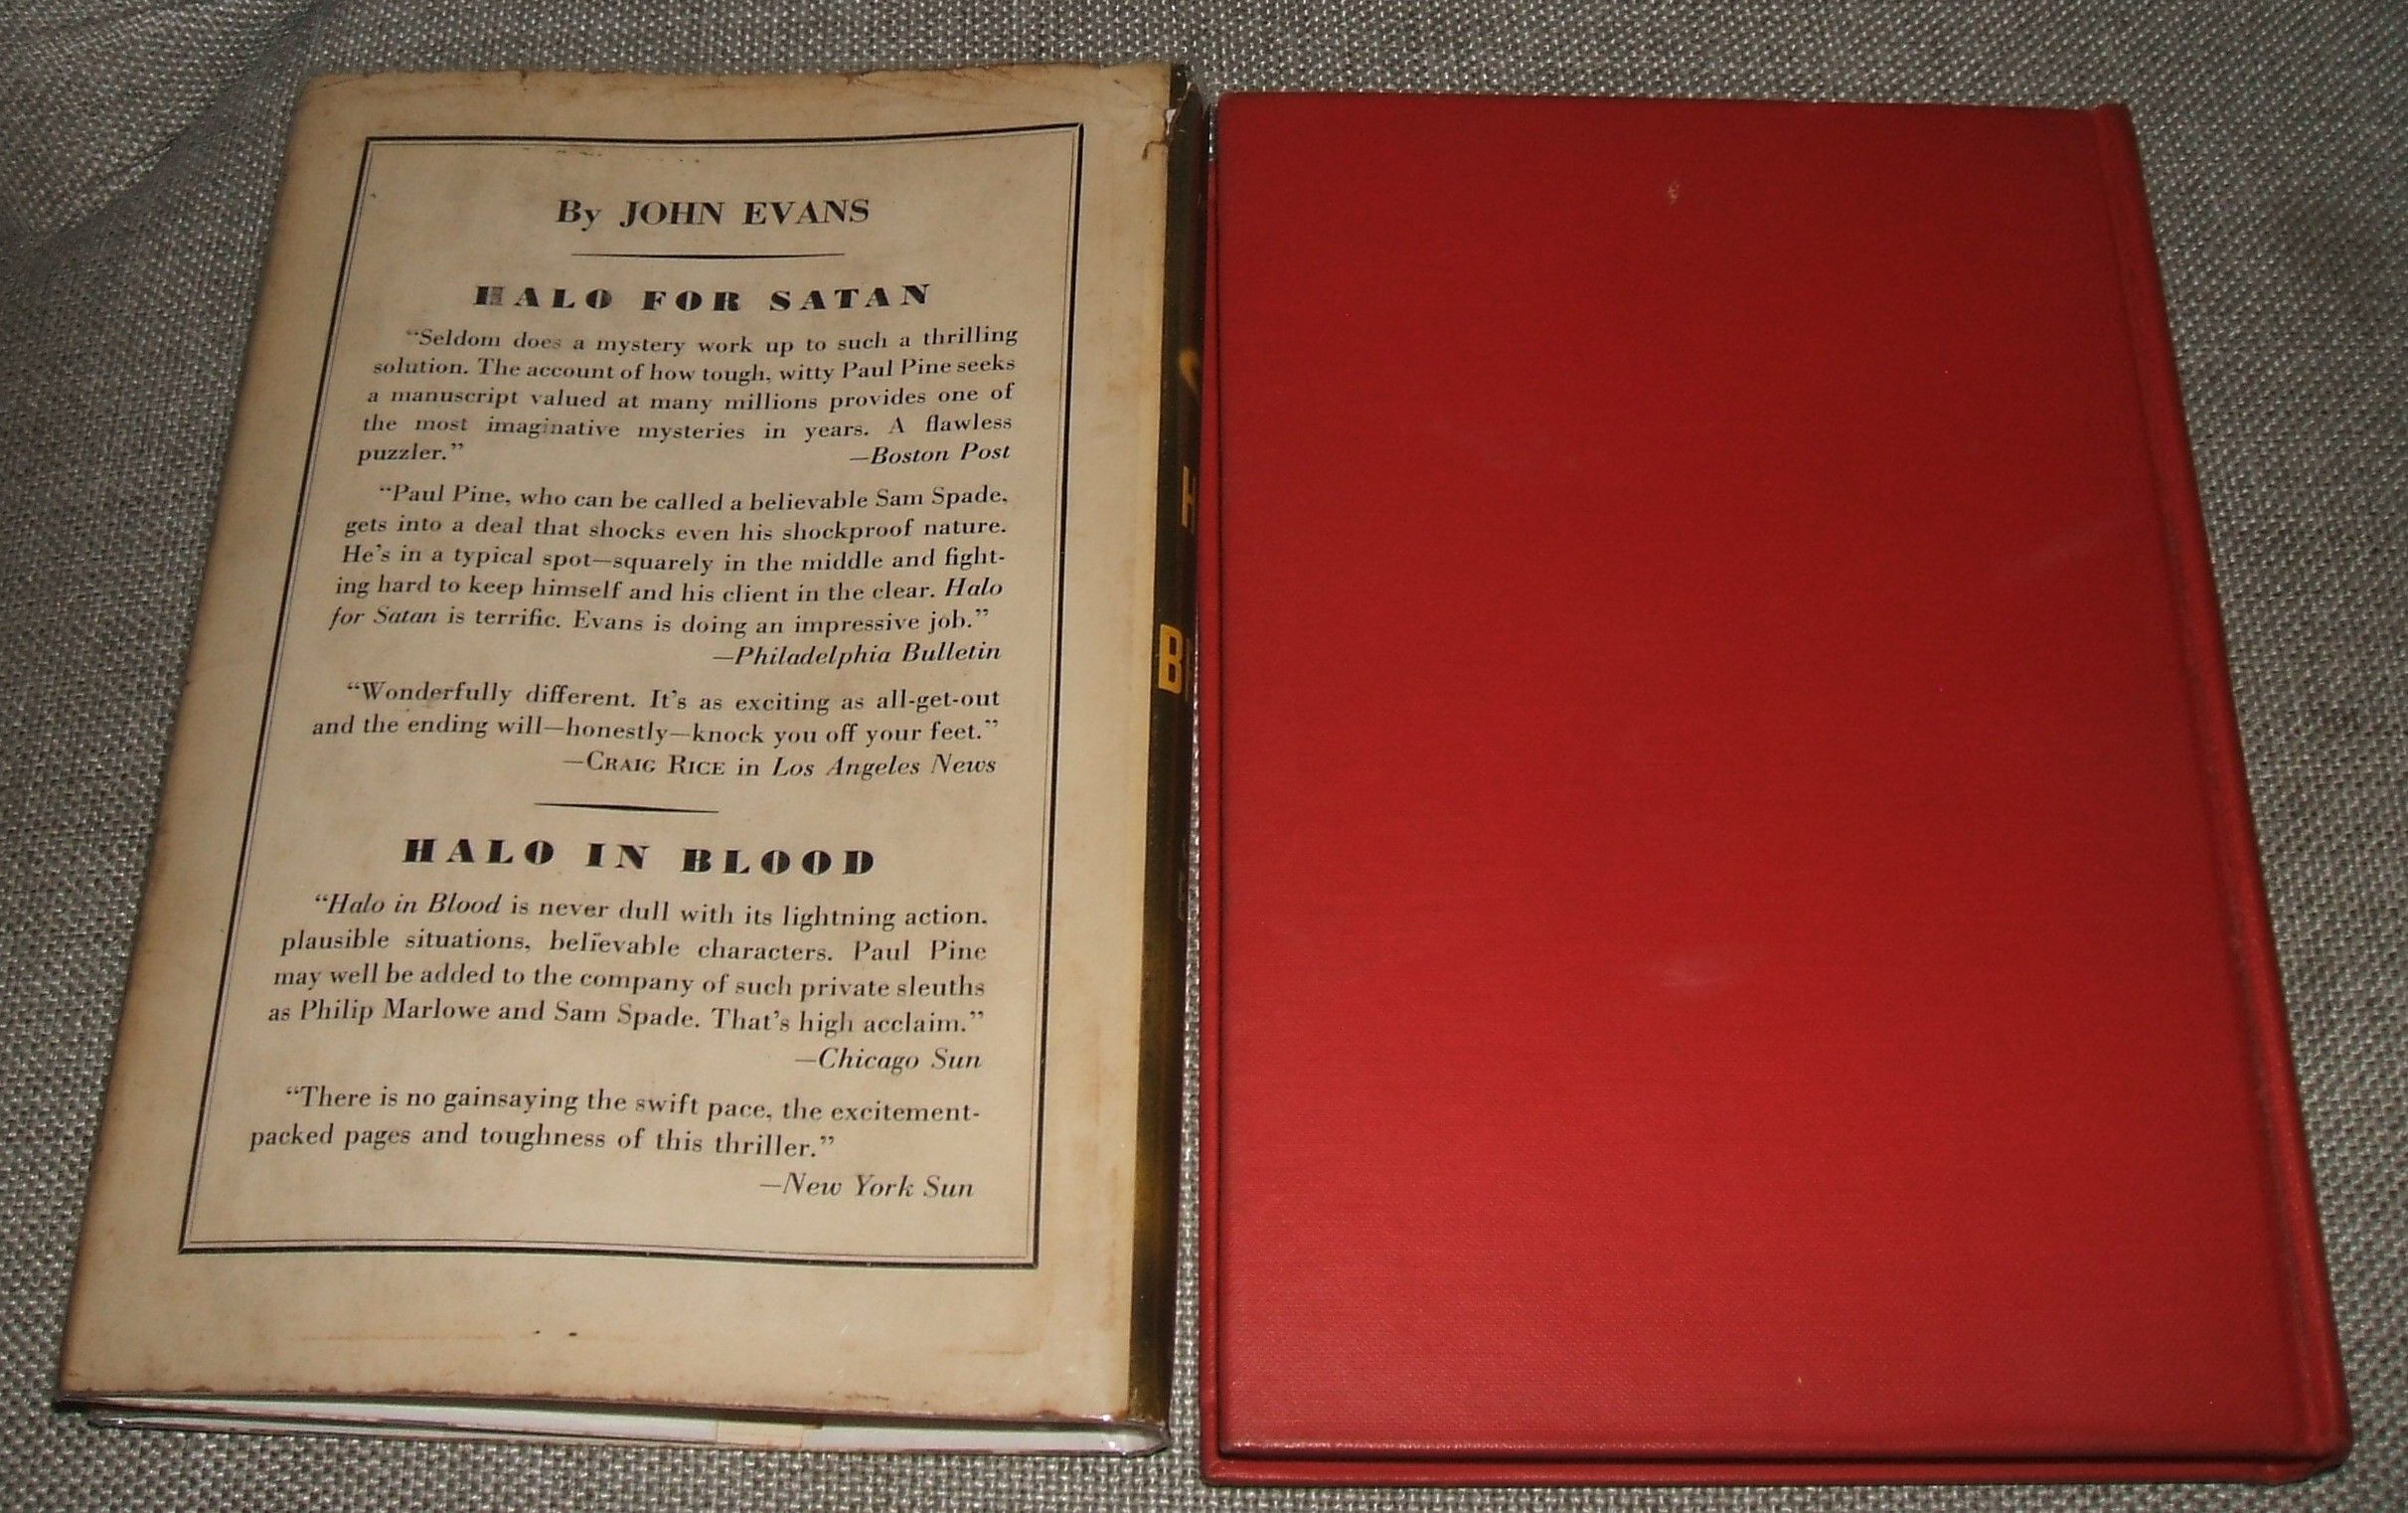 By JOHN EVANS
HALO FOR SATAN
“Seldom does a mystery work up to such a thrilling
solution. The account of how tough, witty Paul Pine seeks
a manuscript valued at many millions provides one of
the most imaginative mysteries in years. A flawless
puzzler.” —Boston Post
“Paul Pine, who can be called a believable Sam Spade,
gets into a deal that shocks even his shockproof nature.
He’s in a typical spot—squarely in the middle and fight-
ing hard to keep himself and his client in the clear. Halo
for Satan is terrific. Evans is doing an impressive job.”
—Philadelphia Bulletin
“Wonderfully different. It’s as exciting as all-get-out
and the ending will—honestly—knock you off your feet.”
—CRAIG RICE in Los Angeles News
HALO IN BLOOD
“Halo in Blood is never dull with its lightning action,
plausible situations, believable characters. Paul Pine
may well be added to the company of such private sleuths
as Philip Marlowe and Sam Spade. That’s high acclaim.”
—Chicago Sun
“There is no gainsaying the swift pace, the excitement-
packed pages and toughness of this thriller.”
—New York Sun
H
B